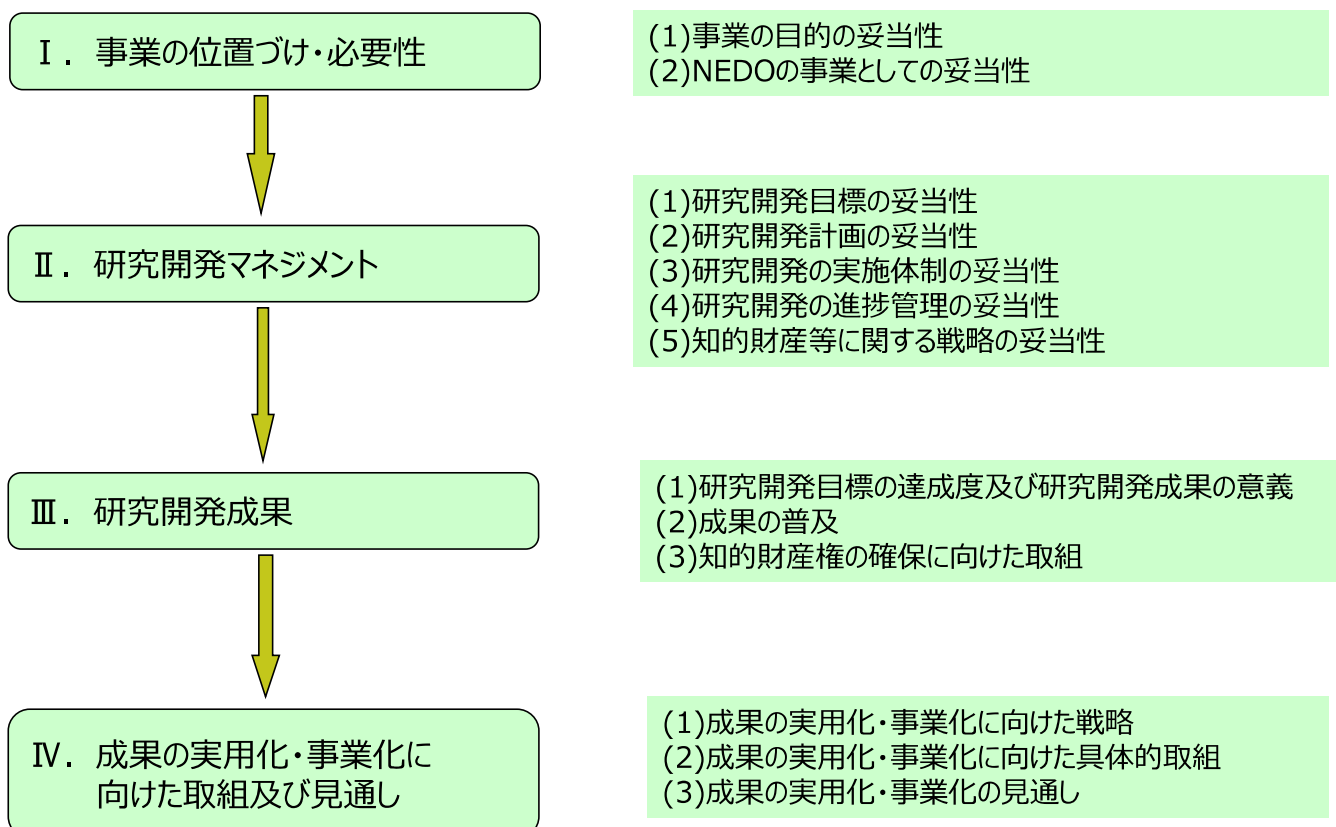 Ⅰ. 事業の位置づけ・必要性
(1)事業の目的の妥当性
(2)NEDOの事業としての妥当性
Ⅱ. 研究開発マネジメント
(1)研究開発目標の妥当性
(2)研究開発計画の妥当性
(3)研究開発の実施体制の妥当性
(4)研究開発の進捗管理の妥当性
(5)知的財産等に関する戦略の妥当性
Ⅲ. 研究開発成果
(1)研究開発目標の達成度及び研究開発成果の意義
(2)成果の普及
(3)知的財産権の確保に向けた取組
Ⅳ. 成果の実用化・事業化に
向けた取組及び見通し
(1)成果の実用化・事業化に向けた戦略
(2)成果の実用化・事業化に向けた具体的取組
(3)成果の実用化・事業化の見通し